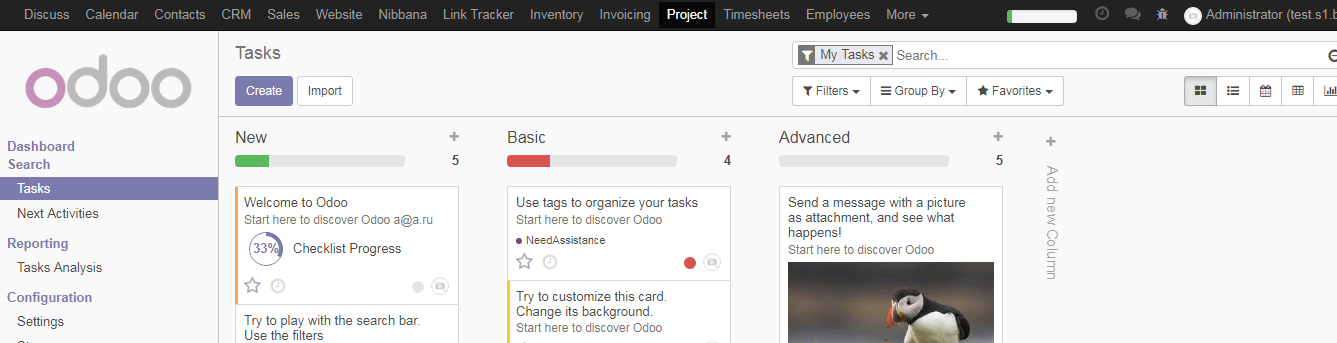 Discuss Calendar Contacts CRM Sales Website Nibbana Link Tracker Inventory Invoicing Project Timesheets Employees More Administrator (test.s1.b
odoo
Dashboard
Search
Tasks
Next Activities
Reporting
Tasks Analysis
Configuration
Settings
Tasks
My Tasks Search...
Create Import
Filters Group By Favorites
New
5
Welcome to Odoo
Start here to discover Odoo a@a.ru
33% Checklist Progress
Try to play with the search bar.
Use the filters
Basic
4
Use tags to organize your tasks
Start here to discover Odoo
NeedAssistance
Try to customize this card.
Change its background.
Start here to discover Odoo
Advanced
5
Send a message with a picture
as attachment, and see what
happens!
Start here to discover Odoo
Add new Column